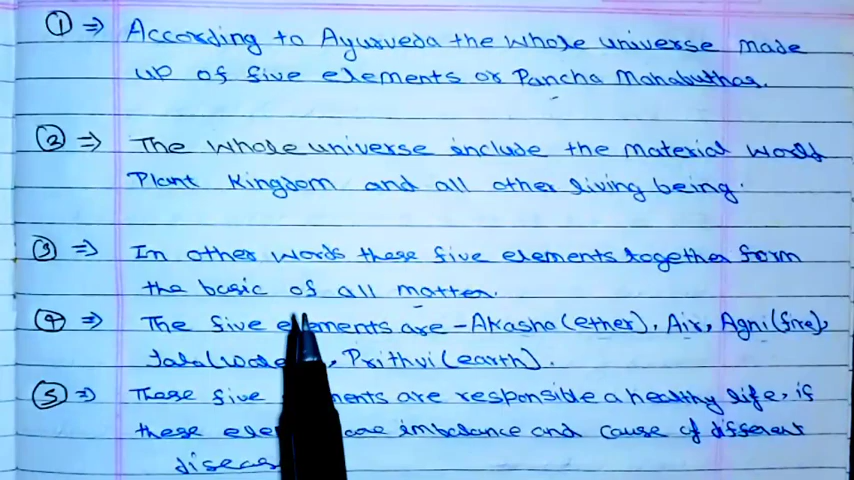 ① ⇒ According to Ayurveda the whole universe made
up of five elements or Pancha Mahabuthas.
② ⇒ The whole universe include the material world
Plant Kingdom and all other living being.
③ ⇒ In other words these five elements together form
the basic of all matter.
④ ⇒ The five elements are - Akasha (ether), Air, Agni (fire),
Jala , Prithvi (earth).
⑤ ⇒ These five are responsible a healthy life, if
these are imbalance and cause of different